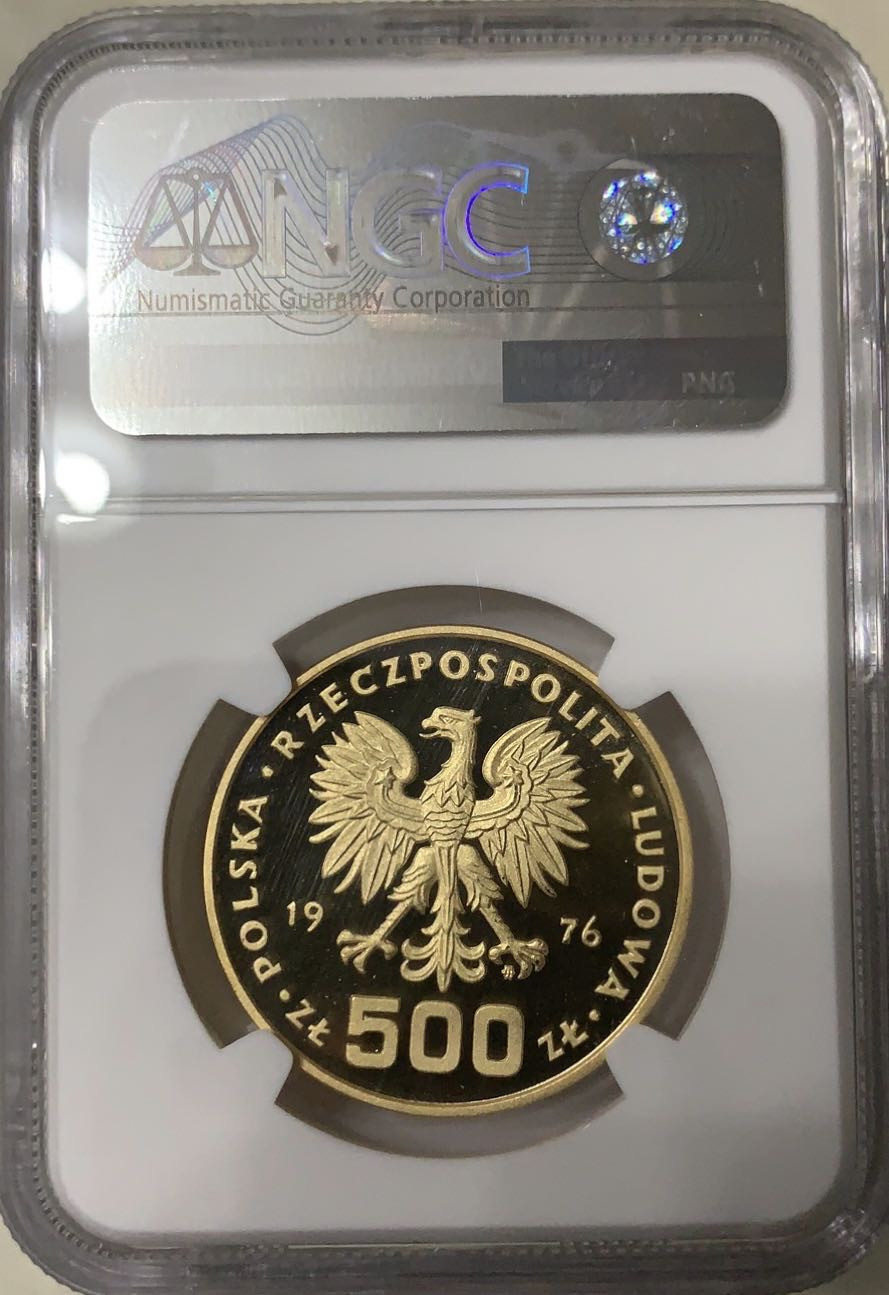 NGC
Numismatic Guaranty Corporation
PNG
· POLSKA · RZECZPOSPOLITA · LUDOWA ·
19 76
ZŁ 500 ZŁ